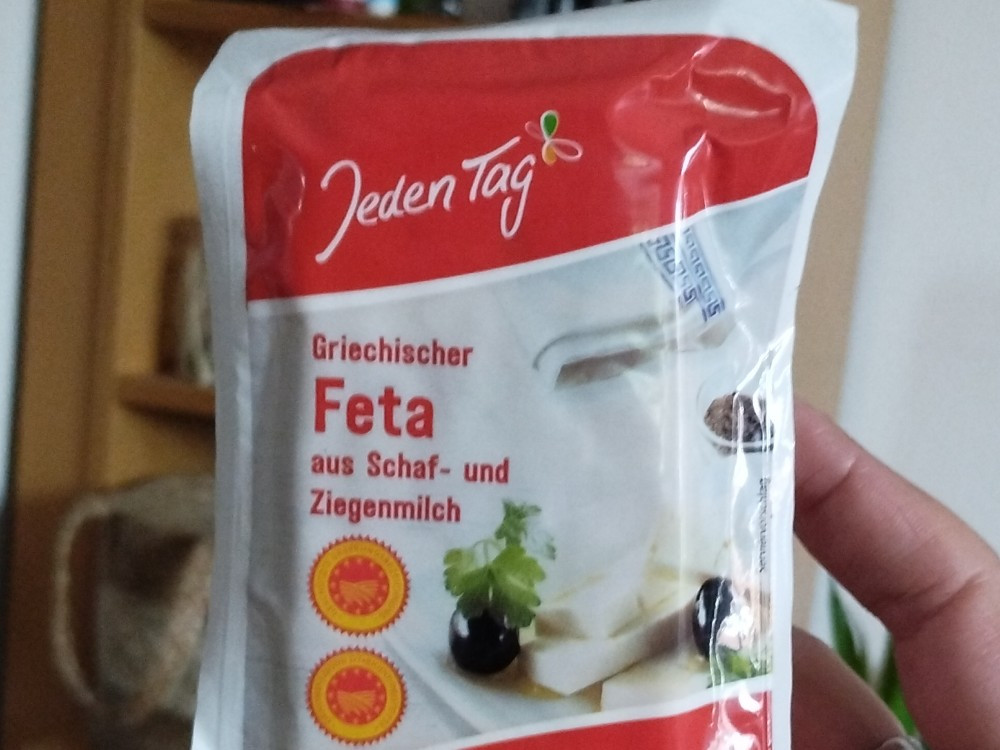 Jeden Tag
Griechischer
Feta
aus Schaf- und
Ziegenmilch